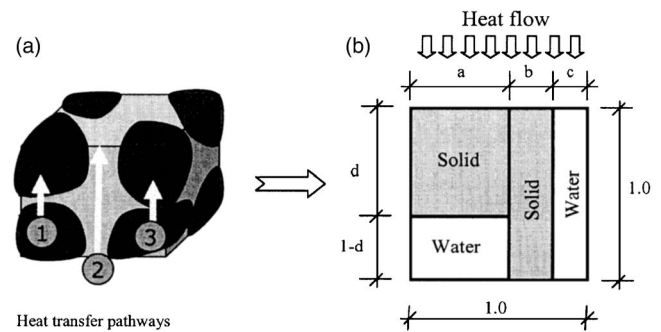 (a)
1
2
3
Heat transfer pathways
(b)
Heat flow
a
b
c
d
1-d
Solid
Water
Solid
Water
1.0
1.0